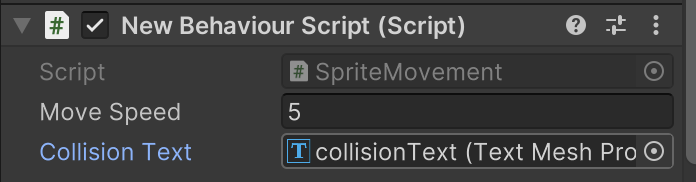 New Behaviour Script (Script)
Script SpriteMovement
Move Speed 5
Collision Text collisionText (Text Mesh Pro